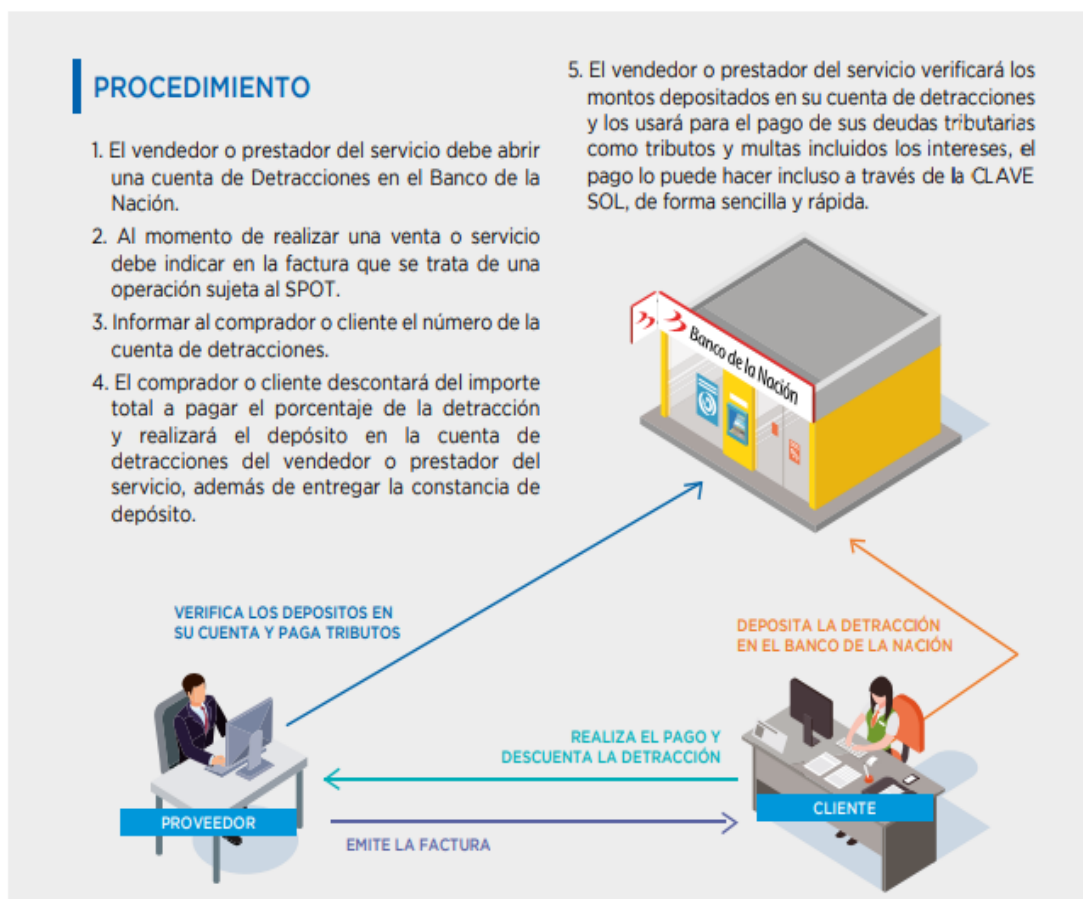 PROCEDIMIENTO
1. El vendedor o prestador del servicio debe abrir
una cuenta de Detracciones en el Banco de la
Nación.
2. Al momento de realizar una venta o servicio
debe indicar en la factura que se trata de una
operación sujeta al SPOT.
3. Informar al comprador o cliente el número de la
cuenta de detracciones.
4. El comprador o cliente descontará del importe
total a pagar el porcentaje de la detracción
y realizará el depósito en la cuenta de
detracciones del vendedor o prestador del
servicio, además de entregar la constancia de
depósito.
5. El vendedor o prestador del servicio verificará los
montos depositados en su cuenta de detracciones
y los usará para el pago de sus deudas tributarias
como tributos y multas incluidos los intereses, el
pago lo puede hacer incluso a través de la CLAVE
SOL, de forma sencilla y rápida.
Banco de la Nación
VERIFICA LOS DEPOSITOS EN
SU CUENTA Y PAGA TRIBUTOS
DEPOSITA LA DETRACCIÓN
EN EL BANCO DE LA NACIÓN
REALIZA EL PAGO Y
DESCUENTA LA DETRACCIÓN
PROVEEDOR
CLIENTE
EMITE LA FACTURA